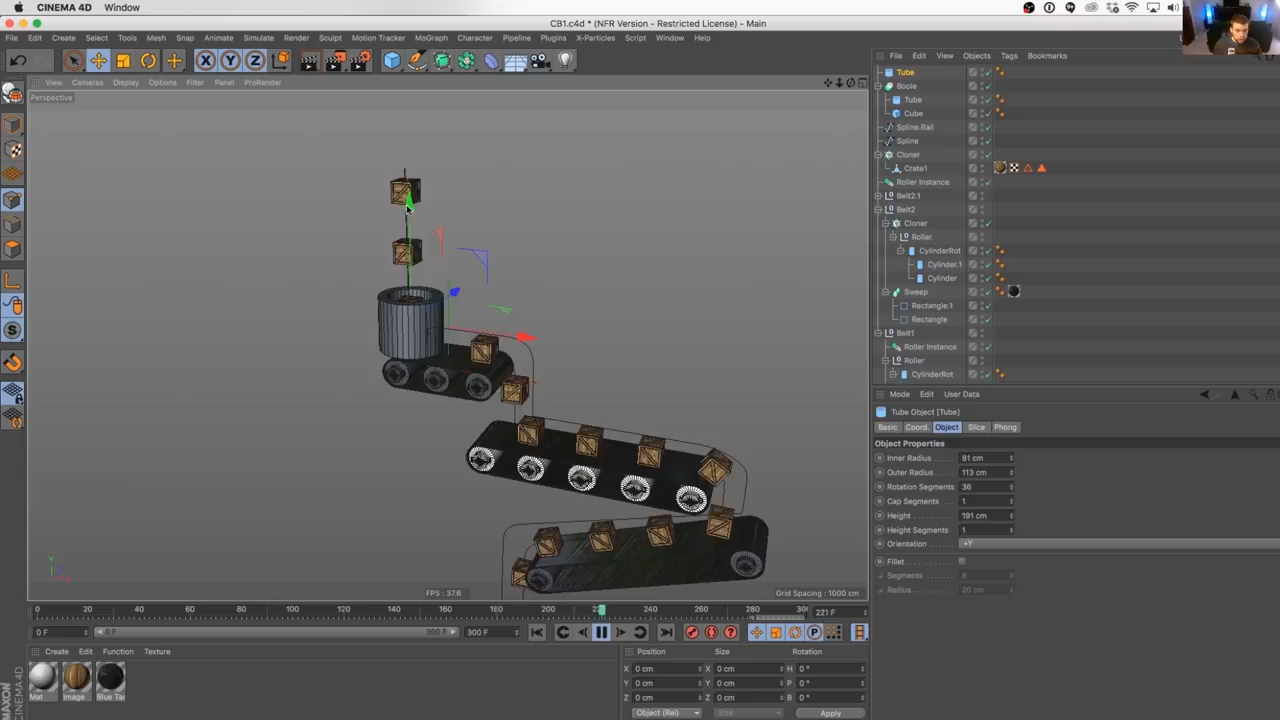 CINEMA 4D Window
CB1.c4d * (NFR Version - Restricted License) - Main
File Edit Create Select Tools Mesh Snap Animate Simulate Render Sculpt Motion Tracker MoGraph Character Pipeline Plugins X-Particles Script Window Help
X Y Z
View Cameras Display Options Filter Panel ProRender
Perspective
File Edit View Objects Tags Bookmarks
Tube
Boole
Tube
Cube
Spline.Rail
Spline
Cloner
Crate1
Roller Instance
Belt2.1
Belt2
Cloner
Roller
CylinderRot
Cylinder.1
Cylinder
Sweep
Rectangle.1
Rectangle
Belt1
Roller Instance
Roller
CylinderRot
Mode Edit User Data
Tube Object [Tube]
Basic Coord. Object Slice Phong
Object Properties
Inner Radius 81 cm
Outer Radius 113 cm
Rotation Segments 36
Cap Segments 1
Height 191 cm
Height Segments 1
Orientation +Y
Fillet
Segments 8
Radius 20 cm
Y
FPS : 37.6
Grid Spacing : 1000 cm
0 20 40 60 80 100 120 140 160 180 200 240 260 280 221 F
0 F 0 F 300 F 300 F
P
Create Edit Function Texture
Mat Image Blue Tar
Position Size Rotation
X 0 cm X 0 cm H 0 °
Y 0 cm Y 0 cm P 0 °
Z 0 cm Z 0 cm B 0 °
Object (Rel) Size Apply
MAXON CINEMA 4D